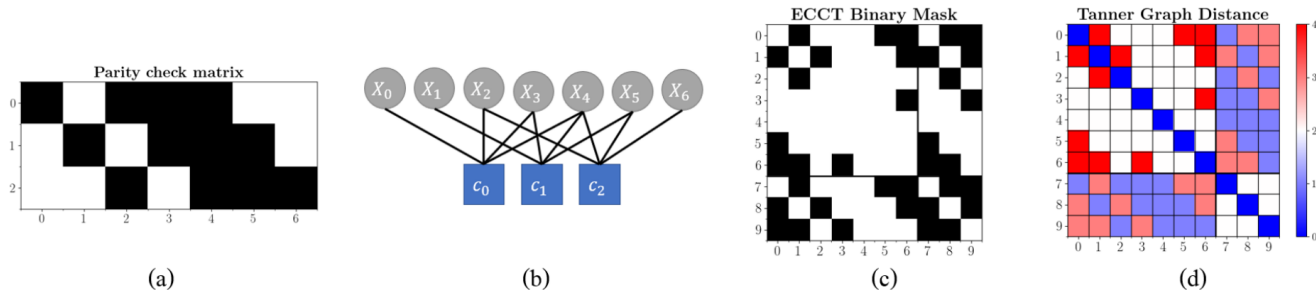 Parity check matrix
0
1
2
0 1 2 3 4 5 6
(a)
X0 X1 X2 X3 X4 X5 X6
c0 c1 c2
(b)
ECCT Binary Mask
0
1
2
3
4
5
6
7
8
9
0 1 2 3 4 5 6 7 8 9
(c)
Tanner Graph Distance
0
1
2
3
4
5
6
7
8
9
0 1 2 3 4 5 6 7 8 9
4
3
2
1
0
(d)